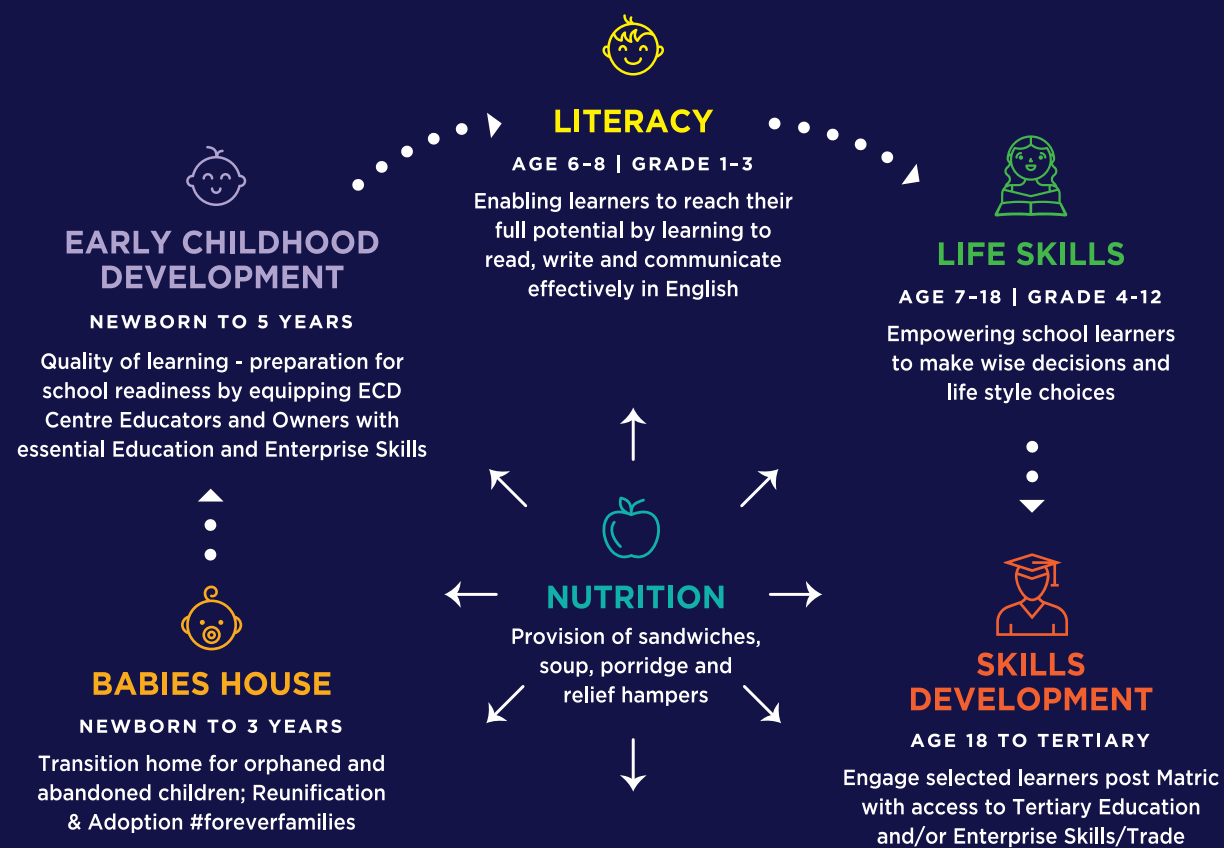 LITERACY
AGE 6-8 | GRADE 1-3
Enabling learners to reach their
full potential by learning to
read, write and communicate
effectively in English
EARLY CHILDHOOD
DEVELOPMENT
NEWBORN TO 5 YEARS
Quality of learning - preparation for
school readiness by equipping ECD
Centre Educators and Owners with
essential Education and Enterprise Skills
LIFE SKILLS
AGE 7-18 | GRADE 4-12
Empowering school learners
to make wise decisions and
life style choices
NUTRITION
Provision of sandwiches,
soup, porridge and
relief hampers
BABIES HOUSE
NEWBORN TO 3 YEARS
Transition home for orphaned and
abandoned children; Reunification
& Adoption #foreverfamilies
SKILLS
DEVELOPMENT
AGE 18 TO TERTIARY
Engage selected learners post Matric
with access to Tertiary Education
and/or Enterprise Skills/Trade